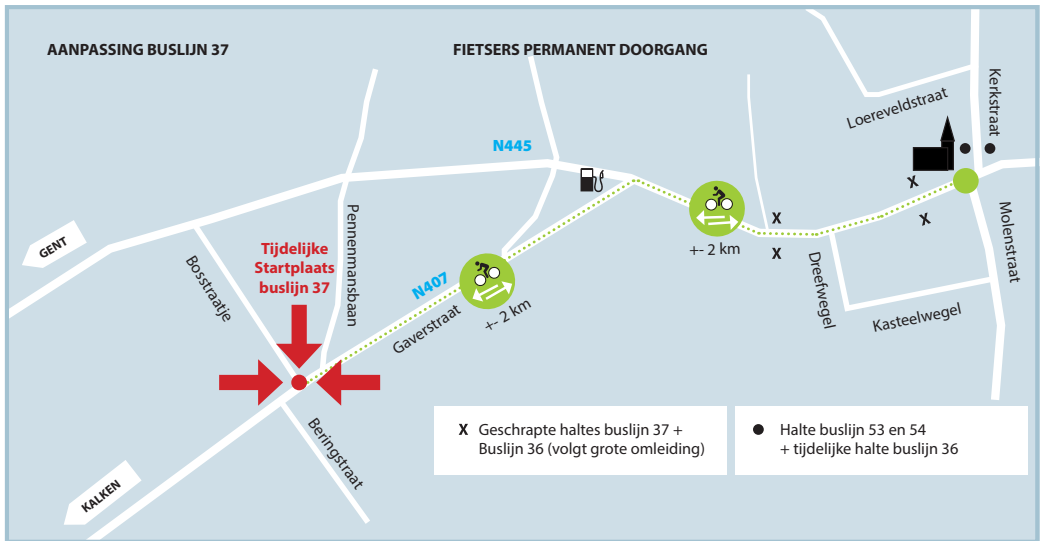 AANPASSING BUSLIJN 37
FIETSERS PERMANENT DOORGANG
Kerkstraat
Loereveldstraat
N445
X
X
X
X
Molenstraat
GENT
Tijdelijke
Startplaats
buslijn 37
Pennenmansbaan
Bosstraatje
N407
Gaverstraat
+- 2 km
+- 2 km
Dreefwegel
Kasteelwegel
Beringstraat
KALKEN
X Geschrapte haltes buslijn 37 +
Buslijn 36 (volgt grote omleiding)
● Halte buslijn 53 en 54
+ tijdelijke halte buslijn 36